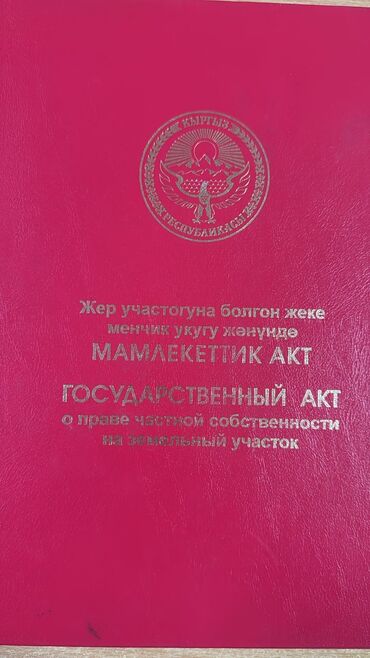 КЫРГЫЗ
РЕСПУБЛИКАСЫ
Жер участогуна болгон жеке
менчик укугу жөнүндө
МАМЛЕКЕТТИК АКТ
ГОСУДАРСТВЕННЫЙ АКТ
о праве частной собственности
на земельный участок